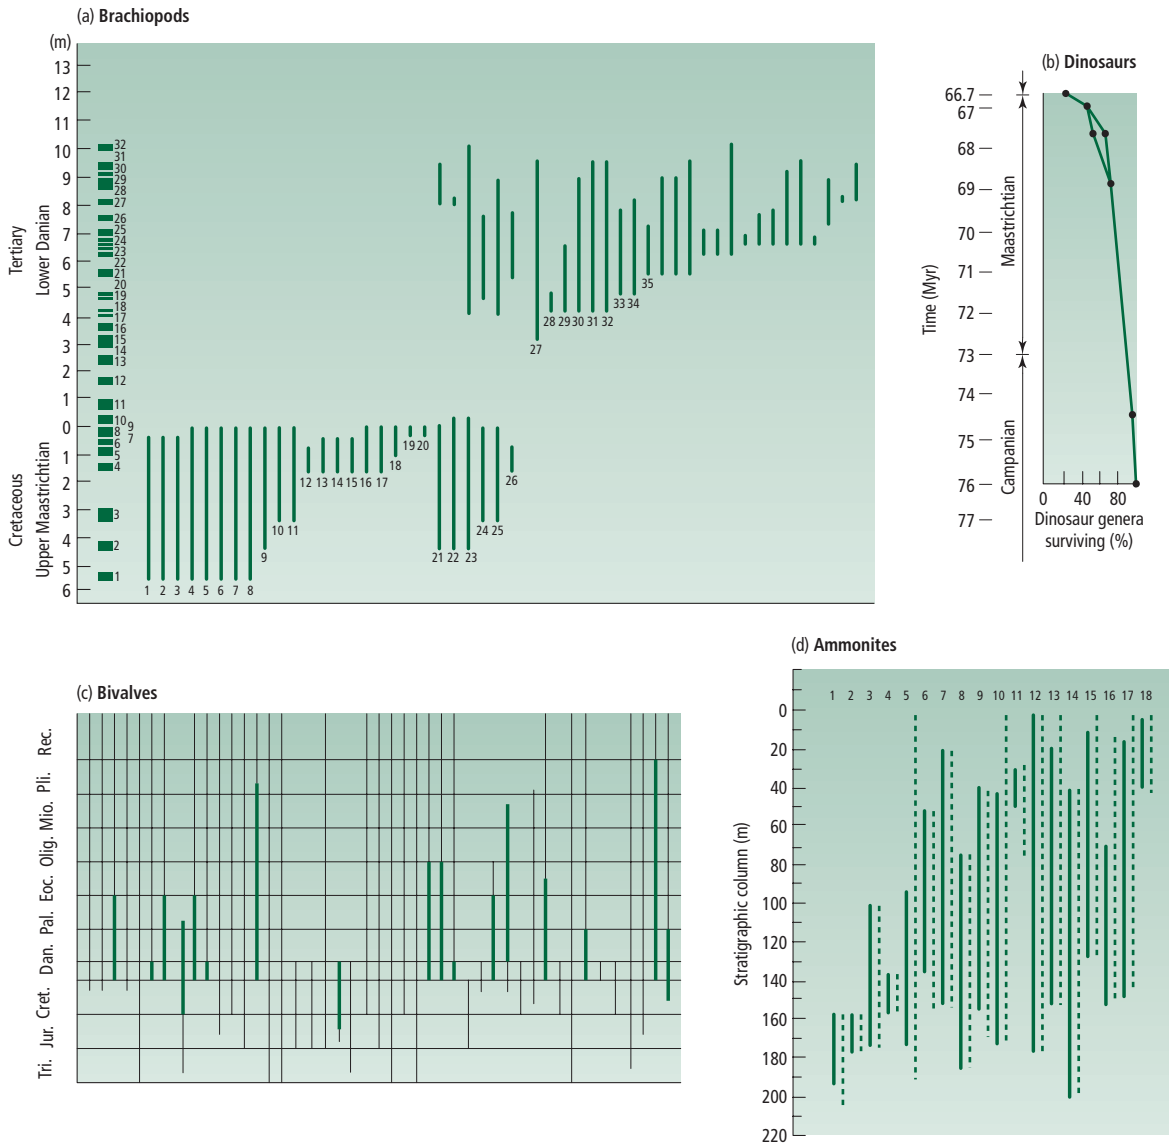 (a) Brachiopods
(m)
13
12
11
10
9
8
7
6
5
4
3
2
1
0
1
2
3
4
5
6
Tertiary
Lower Danian
Cretaceous
Upper Maastrichtian
32
31
30
29
28
27
26
25
24
23
22
21
20
19
18
17
16
15
14
13
12
11
10
9
8
7
6
5
4
3
2
1
1 2 3 4 5 6 7 8
9
10 11
12 13 14 15 16 17
18
19 20
21 22 23
24 25
26
27
28
29 30 31 32
33 34
35
(b) Dinosaurs
66.7
67
68
69
70
71
72
73
74
75
76
77
Time (Myr)
Maastrichtian
Campanian
0 40 80
Dinosaur genera
surviving (%)
(c) Bivalves
Rec.
Pli.
Mio.
Olig.
Eoc.
Pal.
Dan.
Cret.
Jur.
Tri.
(d) Ammonites
1 2 3 4 5 6 7 8 9 10 11 12 13 14 15 16 17 18
0
20
40
60
80
100
120
140
160
180
200
220
Stratigraphic column (m)